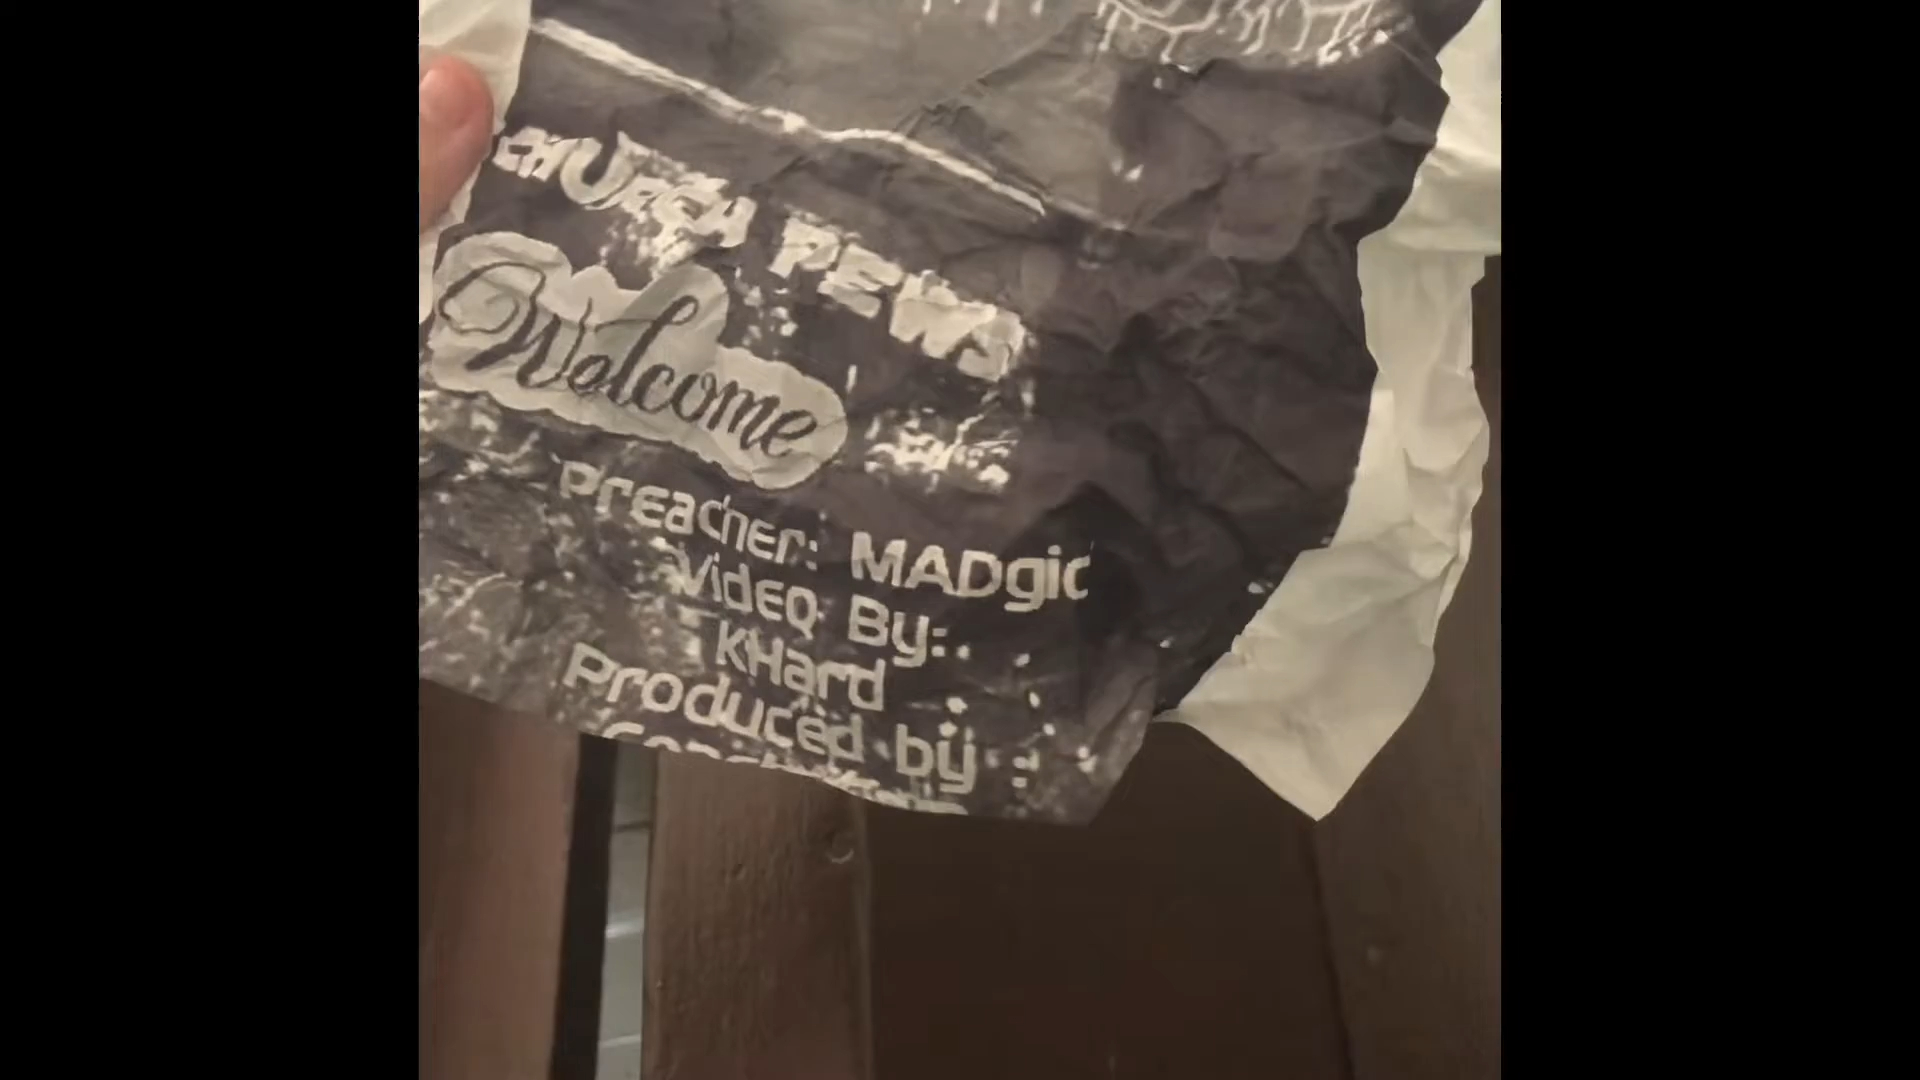 CHURCH PEWS
Welcome
Preacher: MADgic
Video By:
KHard
Produced by